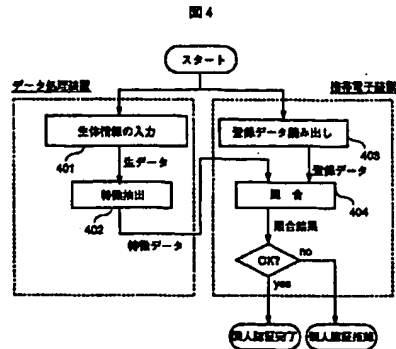 図4
スタート
データ処理装置
携帯電子装置
生体情報の入力
401
登録データ読み出し
403
生データ
登録データ
特徴抽出
402
照合
404
特徴データ
照合結果
OK?
no
yes
個人認証完了
個人認証拒絶